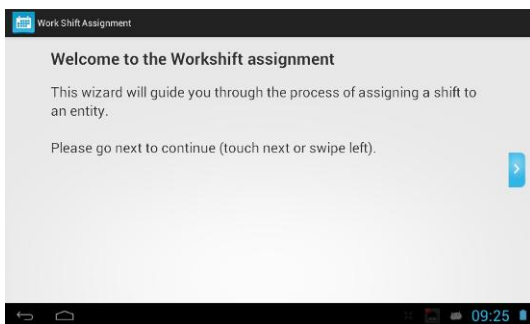 Work Shift Assignment
Welcome to the Workshift assignment
This wizard will guide you through the process of assigning a shift to
an entity.
Please go next to continue (touch next or swipe left).
09:25